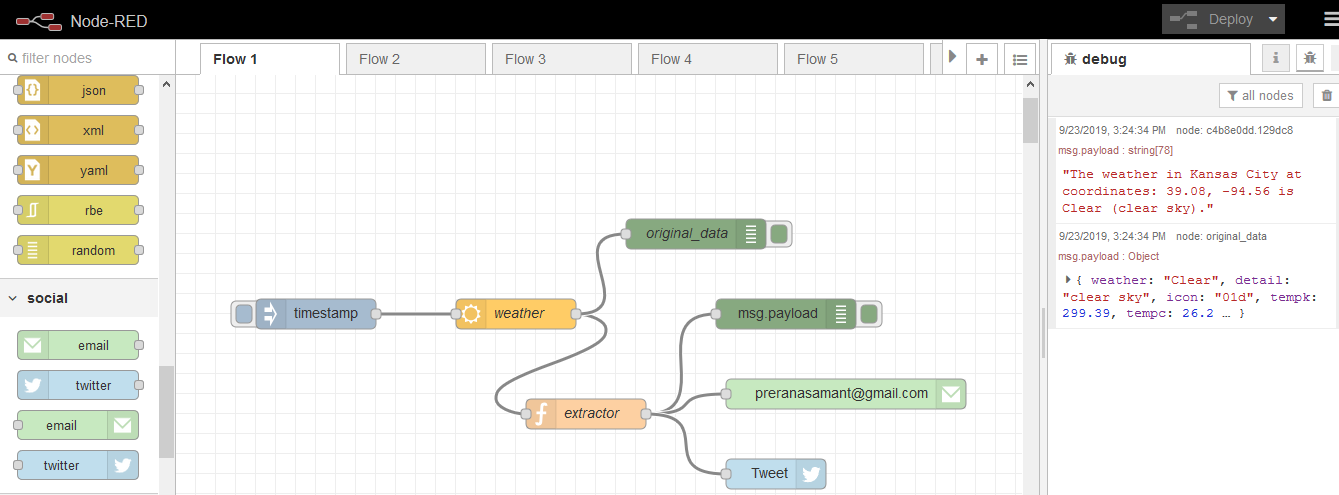 Node-RED
Deploy
filter nodes
json
xml
yaml
rbe
random
social
email
twitter
email
twitter
Flow 1
Flow 2
Flow 3
Flow 4
Flow 5
original_data
timestamp
weather
msg.payload
preranasamant@gmail.com
extractor
Tweet
debug
i
all nodes
9/23/2019, 3:24:34 PM node: c4b8e0dd.129dc8
msg.payload : string[78]
"The weather in Kansas City at
coordinates: 39.08, -94.56 is
Clear (clear sky)."
9/23/2019, 3:24:34 PM node: original_data
msg.payload : Object
{ weather: "Clear", detail:
"clear sky", icon: "01d", tempk:
299.39, tempc: 26.2 … }